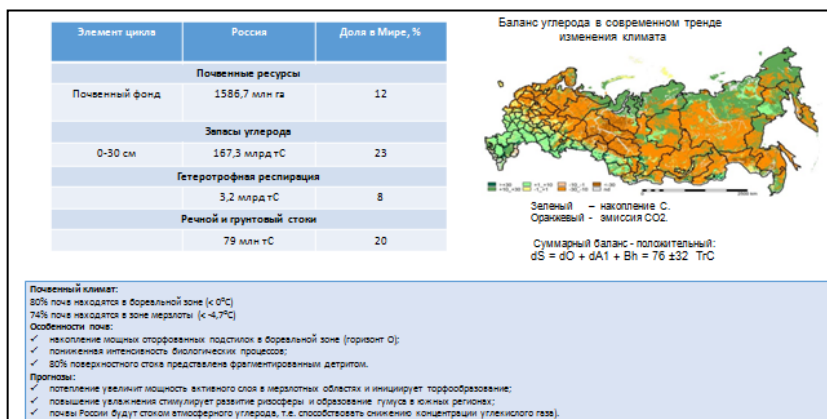 Элемент цикла Россия Доля в Мире, %
Почвенные ресурсы
Почвенный фонд 1586,7 млн га 12
Запасы углерода
0-30 см 167,3 млрд тС 23
Гетеротрофная респирация
3,2 млрд тС 8
Речной и грунтовый стоки
79 млн тС 20
Баланс углерода в современном тренде
изменения климата
Зеленый – накопление С.
Оранжевый - эмиссия СО2.
Суммарный баланс - положительный:
dS = dO + dA1 + Bh = 76 ±32 ТгС
Почвенный климат:
80% почв находятся в бореальной зоне (< 0⁰С)
74% почв находятся в зоне мерзлоты (< -4,7⁰С)
Особенности почв:
✓ накопление мощных оторфованных подстилок в бореальной зоне (горизонт О);
✓ пониженная интенсивность биологических процессов;
✓ 80% поверхностного стока представлена фрагментированным детритом.
Прогнозы:
✓ потепление увеличит мощность активного слоя в мерзлотных областях и инициирует торфообразование;
✓ повышение увлажнения стимулирует развитие ризосферы и образование гумуса в южных регионах;
✓ почвы России будут стоком атмосферного углерода, т.е. способствовать снижению концентрации углекислого газа).